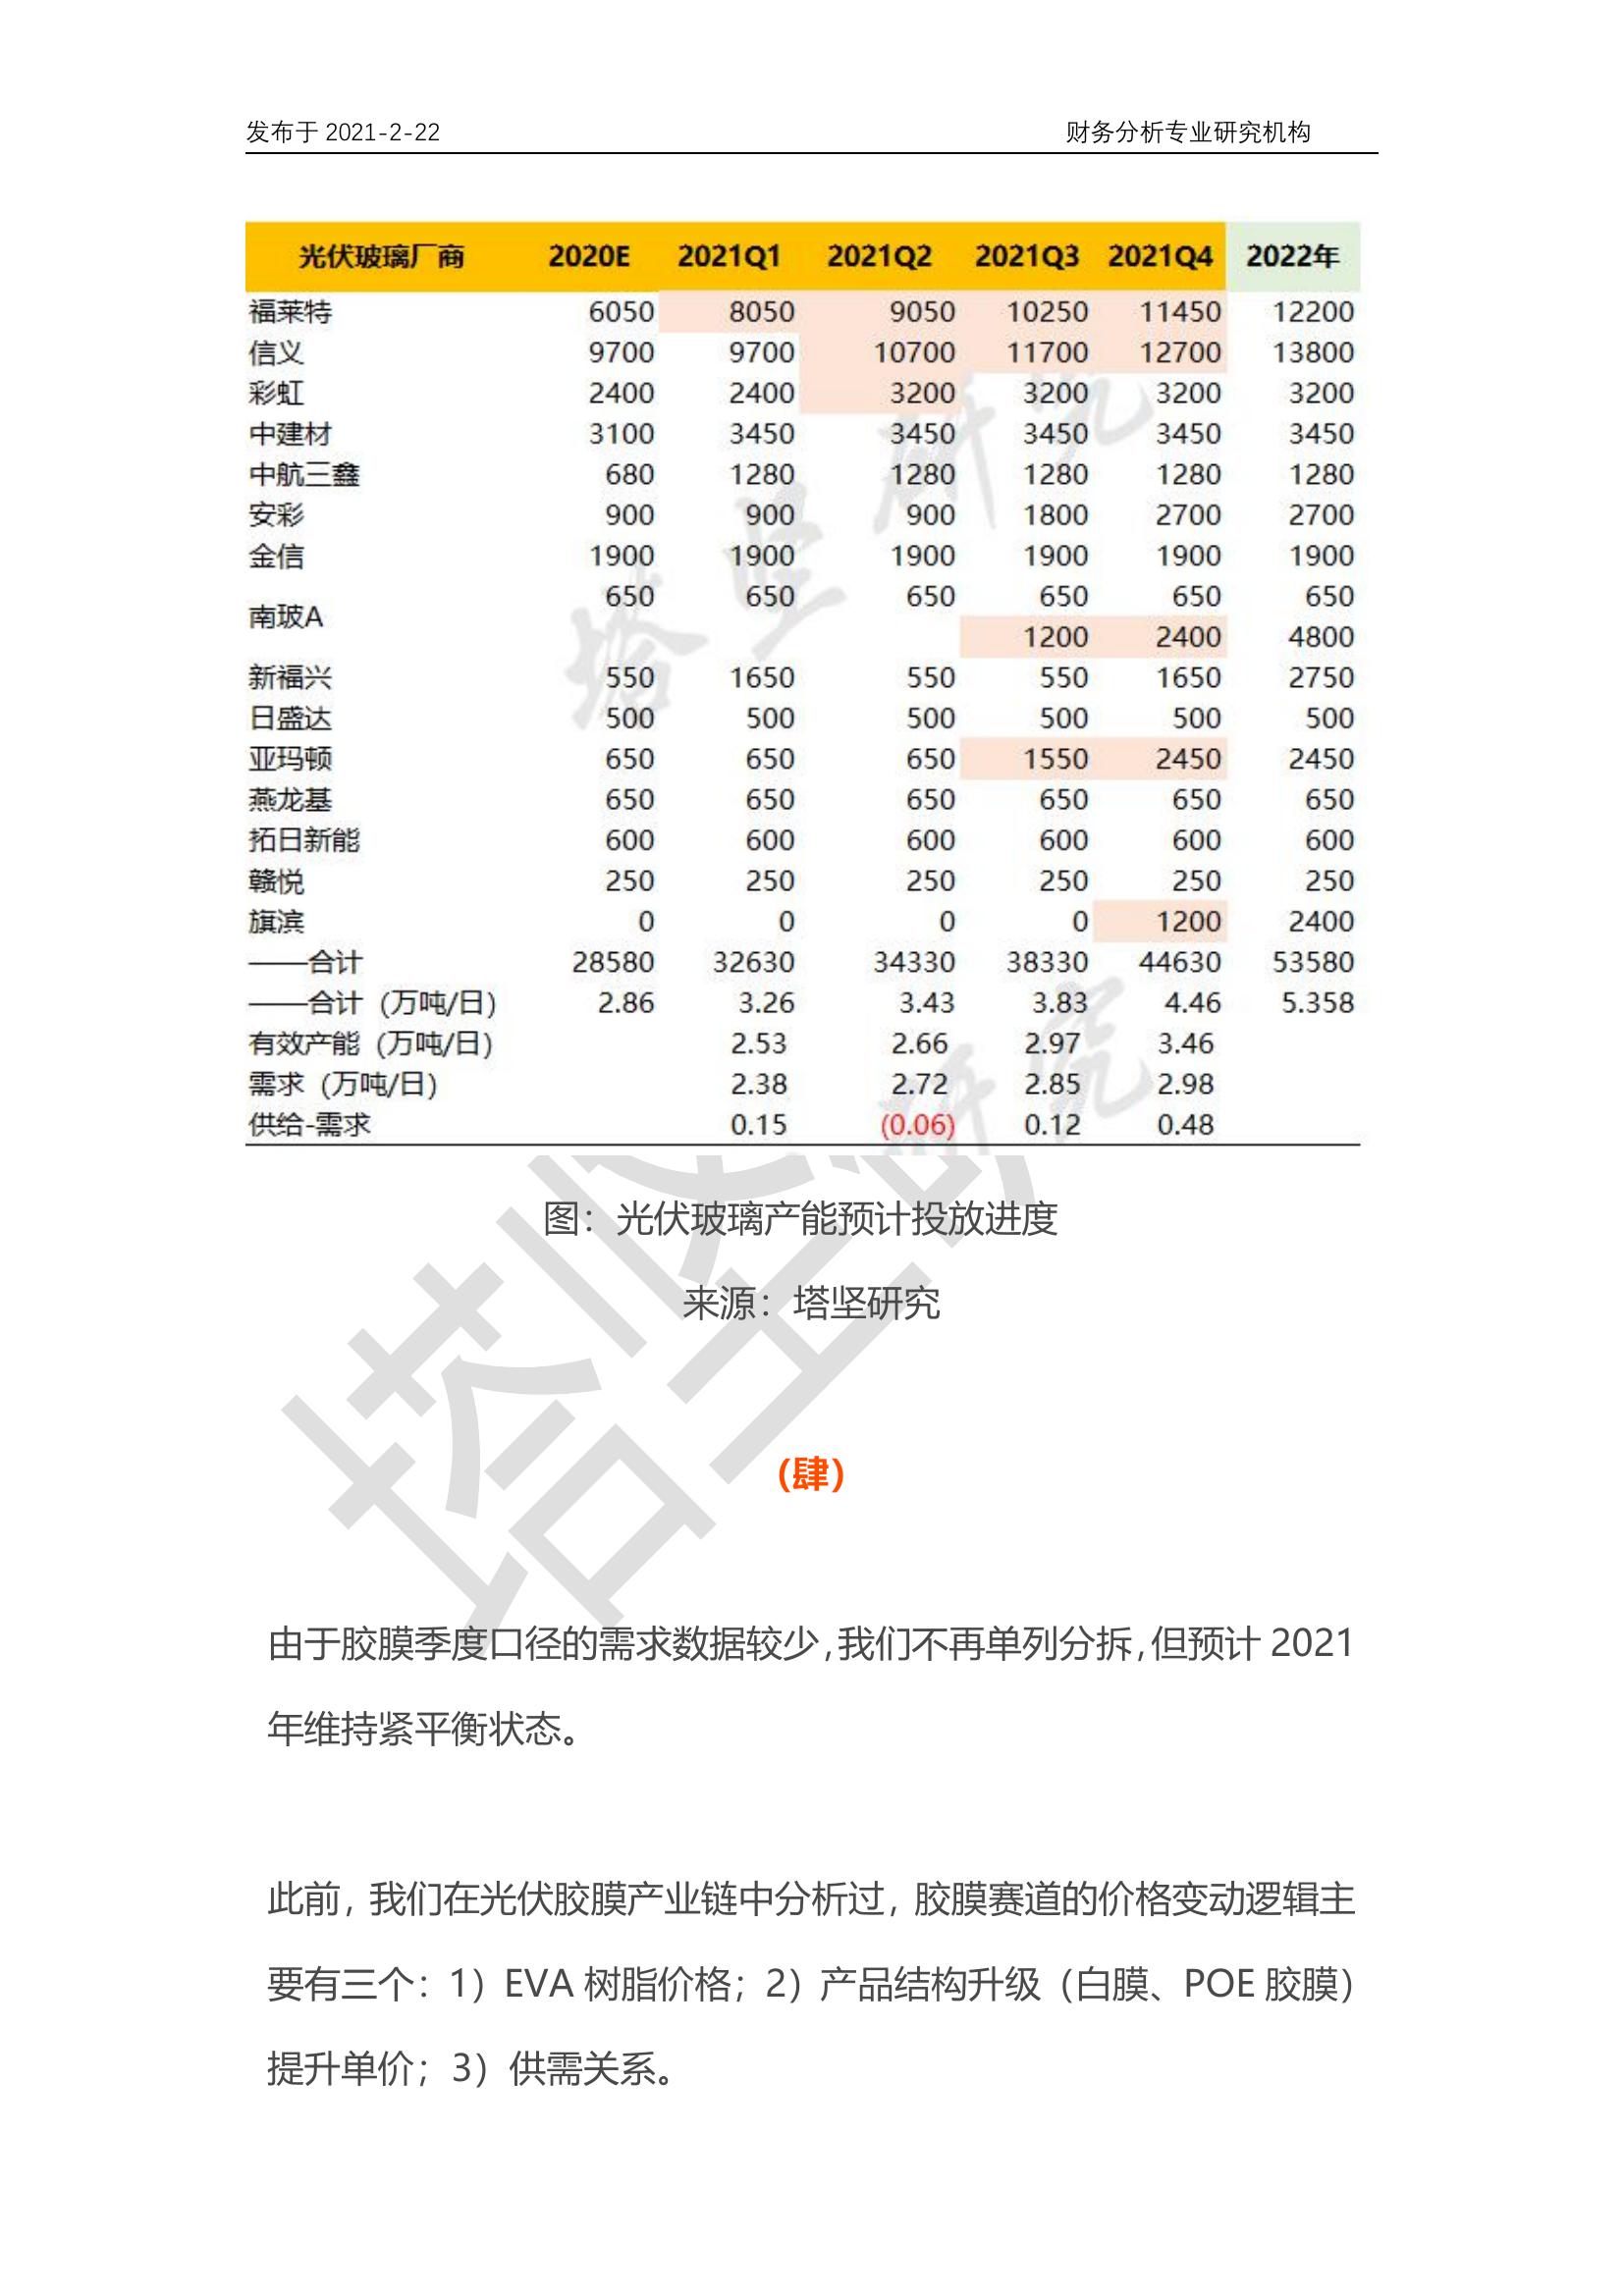 发布于 2021-2-22 财务分析专业研究机构
光伏玻璃厂商 2020E 2021Q1 2021Q2 2021Q3 2021Q4 2022年
福莱特 6050 8050 9050 10250 11450 12200
信义 9700 9700 10700 11700 12700 13800
彩虹 2400 2400 3200 3200 3200 3200
中建材 3100 3450 3450 3450 3450 3450
中航三鑫 680 1280 1280 1280 1280 1280
安彩 900 900 900 1800 2700 2700
金信 1900 1900 1900 1900 1900 1900
南玻A 650 650 650 650 650 650
1200 2400 4800
新福兴 550 1650 550 550 1650 2750
日盛达 500 500 500 500 500 500
亚玛顿 650 650 650 1550 2450 2450
燕龙基 650 650 650 650 650 650
拓日新能 600 600 600 600 600 600
赣悦 250 250 250 250 250 250
旗滨 0 0 0 0 1200 2400
——合计 28580 32630 34330 38330 44630 53580
——合计（万吨/日） 2.86 3.26 3.43 3.83 4.46 5.358
有效产能（万吨/日） 2.53 2.66 2.97 3.46
需求（万吨/日） 2.38 2.72 2.85 2.98
供给-需求 0.15 (0.06) 0.12 0.48
塔坚研究
研究
图：光伏玻璃产能预计投放进度
来源：塔坚研究
塔坚
(肆)
由于胶膜季度口径的需求数据较少，我们不再单列分拆，但预计 2021
年维持紧平衡状态。
此前，我们在光伏胶膜产业链中分析过，胶膜赛道的价格变动逻辑主
要有三个：1）EVA 树脂价格；2）产品结构升级（白膜、POE 胶膜）
提升单价；3）供需关系。